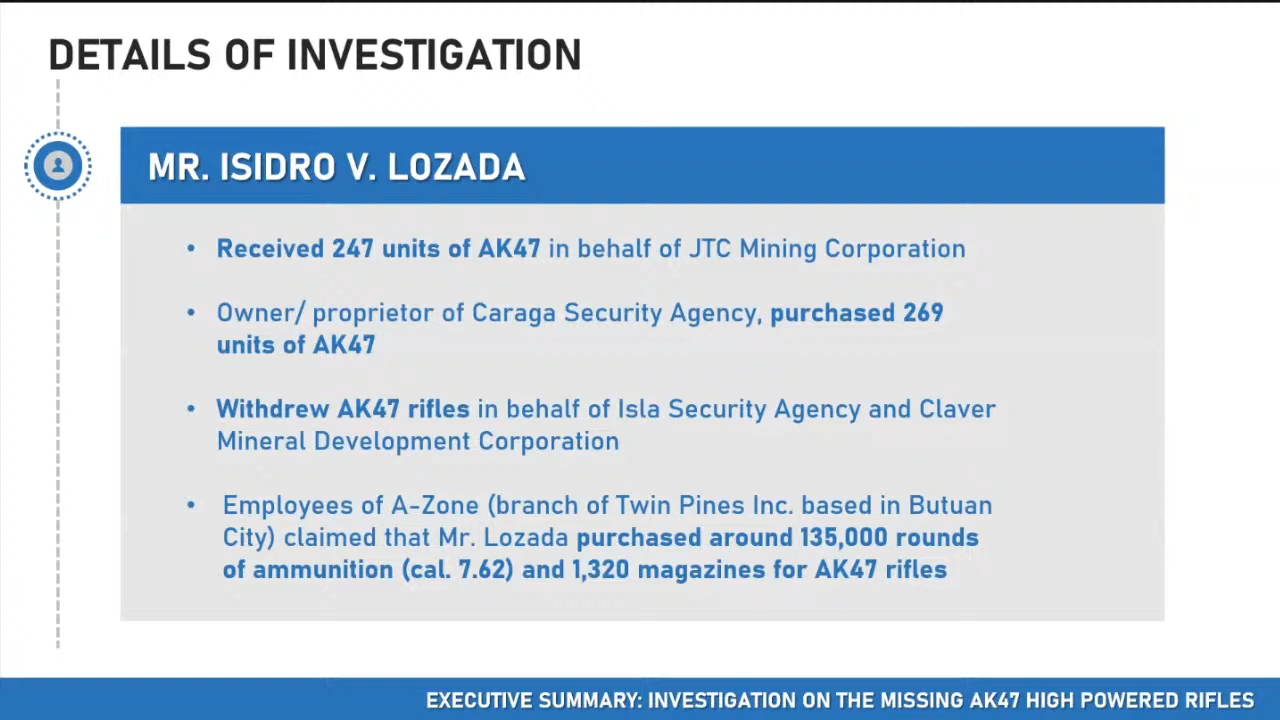 DETAILS OF INVESTIGATION
MR. ISIDRO V. LOZADA
• Received 247 units of AK47 in behalf of JTC Mining Corporation
• Owner/ proprietor of Caraga Security Agency, purchased 269
units of AK47
• Withdrew AK47 rifles in behalf of Isla Security Agency and Claver
Mineral Development Corporation
• Employees of A-Zone (branch of Twin Pines Inc. based in Butuan
City) claimed that Mr. Lozada purchased around 135,000 rounds
of ammunition (cal. 7.62) and 1,320 magazines for AK47 rifles
EXECUTIVE SUMMARY: INVESTIGATION ON THE MISSING AK47 HIGH POWERED RIFLES